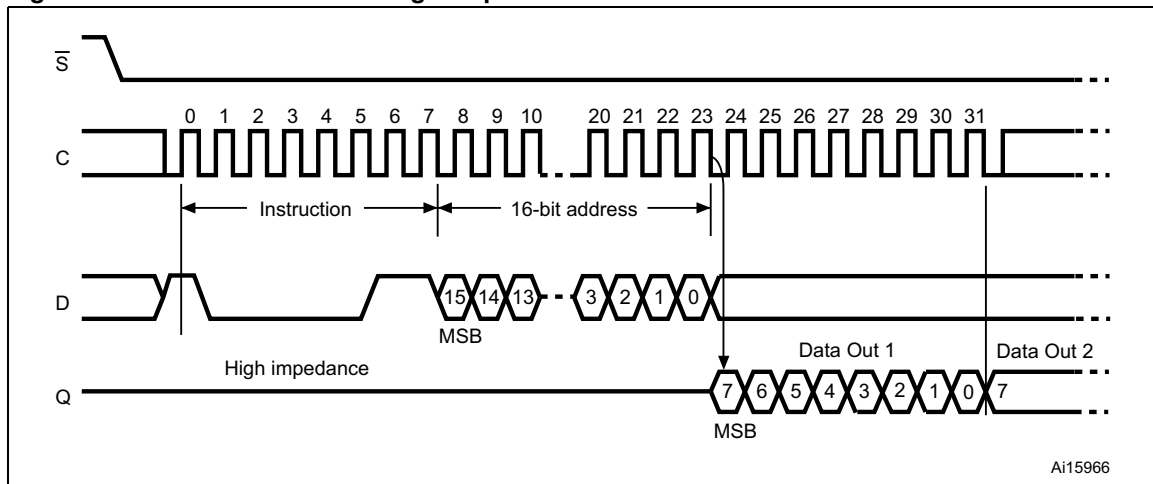 S
0 1 2 3 4 5 6 7 8 9 10 20 21 22 23 24 25 26 27 28 29 30 31
C
Instruction 16-bit address
D 15 14 13 3 2 1 0
MSB
High impedance Data Out 1 Data Out 2
Q 7 6 5 4 3 2 1 0 7
MSB
Ai15966